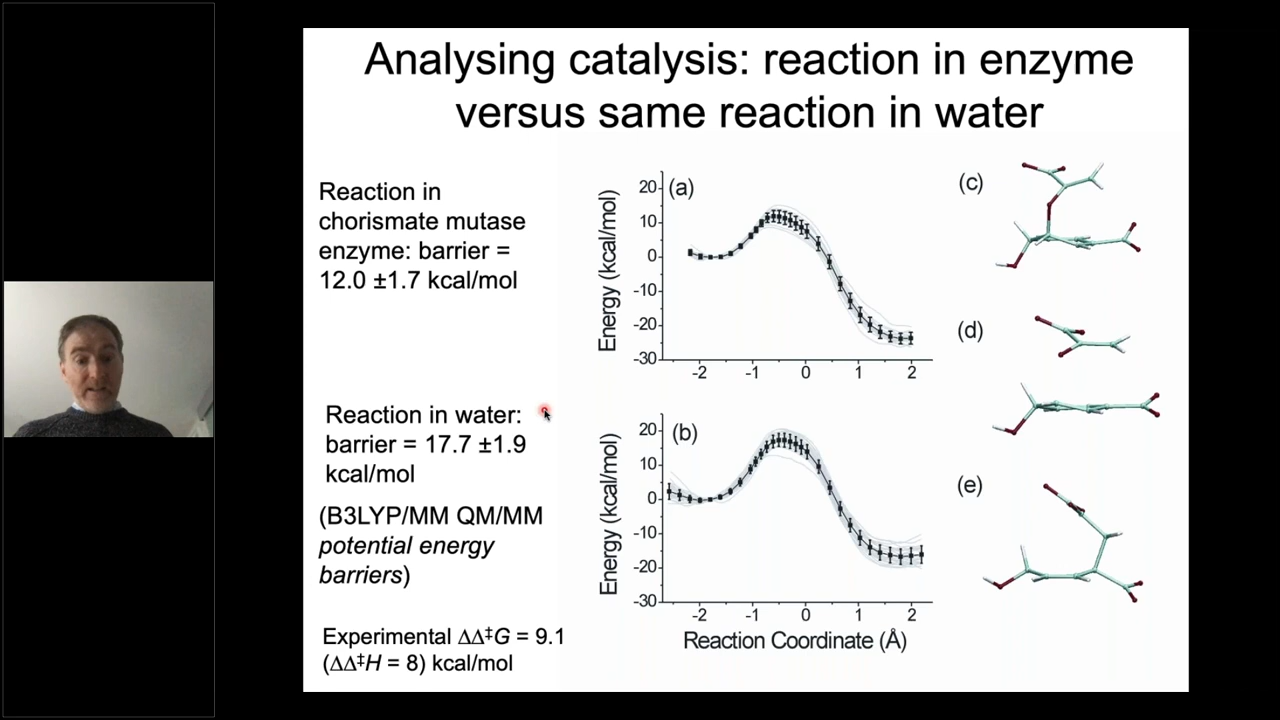 Analysing catalysis: reaction in enzyme
versus same reaction in water
Reaction in
chorismate mutase
enzyme: barrier =
12.0 ±1.7 kcal/mol
Reaction in water:
barrier = 17.7 ±1.9
kcal/mol
(B3LYP/MM QM/MM
potential energy
barriers)
Experimental ΔΔ‡G = 9.1
(ΔΔ‡H = 8) kcal/mol
(a)
Energy (kcal/mol)
20
10
0
-10
-20
-30
-2 -1 0 1 2
(b)
Energy (kcal/mol)
20
10
0
-10
-20
-30
-2 -1 0 1 2
Reaction Coordinate (Å)
(c)
(d)
(e)